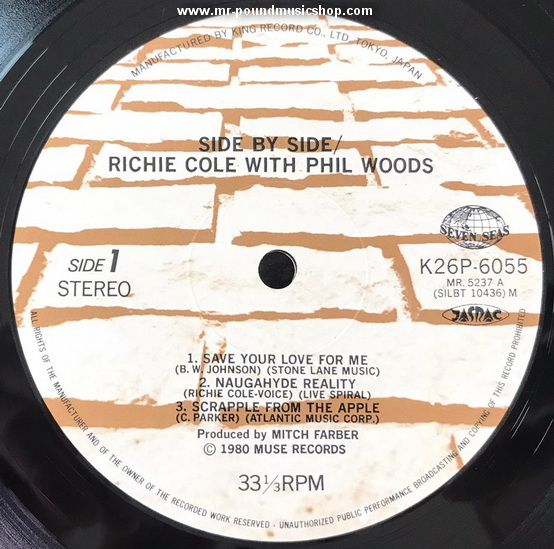 www.mr-poundmusicshop.com
MANUFACTURED BY KING RECORD CO., LTD, TOKYO, JAPAN
SIDE BY SIDE/
RICHIE COLE WITH PHIL WOODS
SEVEN SEAS
SIDE 1
STEREO
K26P-6055
MR. 5237 A
(SILBT 10436) M
JASRAC
1. SAVE YOUR LOVE FOR ME
(B. W. JOHNSON) (STONE LANE MUSIC)
2. NAUGAHYDE REALITY
(RICHIE COLE-VOICE) (LIVE SPIRAL)
3. SCRAPPLE FROM THE APPLE
(C. PARKER) (ATLANTIC MUSIC CORP.)
Produced by MITCH FARBER
© 1980 MUSE RECORDS
33 1/3 RPM
ALL RIGHTS OF THE MANUFACTURER AND OF THE OWNER OF THE RECORDED WORK RESERVED · UNAUTHORIZED PUBLIC PERFORMANCE BROADCASTING AND COPYING OF THIS RECORD PROHIBITED